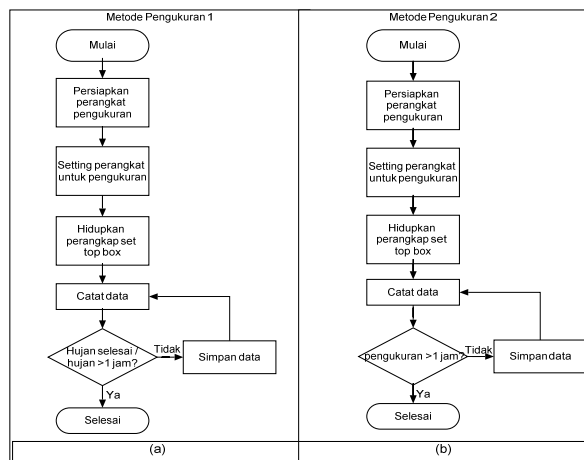 Metode Pengukuran 1
Mulai
Persiapkan
perangkat
pengukuran
Setting perangkat
untuk pengukuran
Hidupkan
perangkap set
top box
Catat data
Hujan selesai /
hujan >1 jam?
Tidak
Simpan data
Ya
Selesai
(a)
Metode Pengukuran 2
Mulai
Persiapkan
perangkat
pengukuran
Setting perangkat
untuk pengukuran
Hidupkan
perangkap set
top box
Catat data
pengukuran >1 jam?
Tidak
Simpan data
Ya
Selesai
(b)